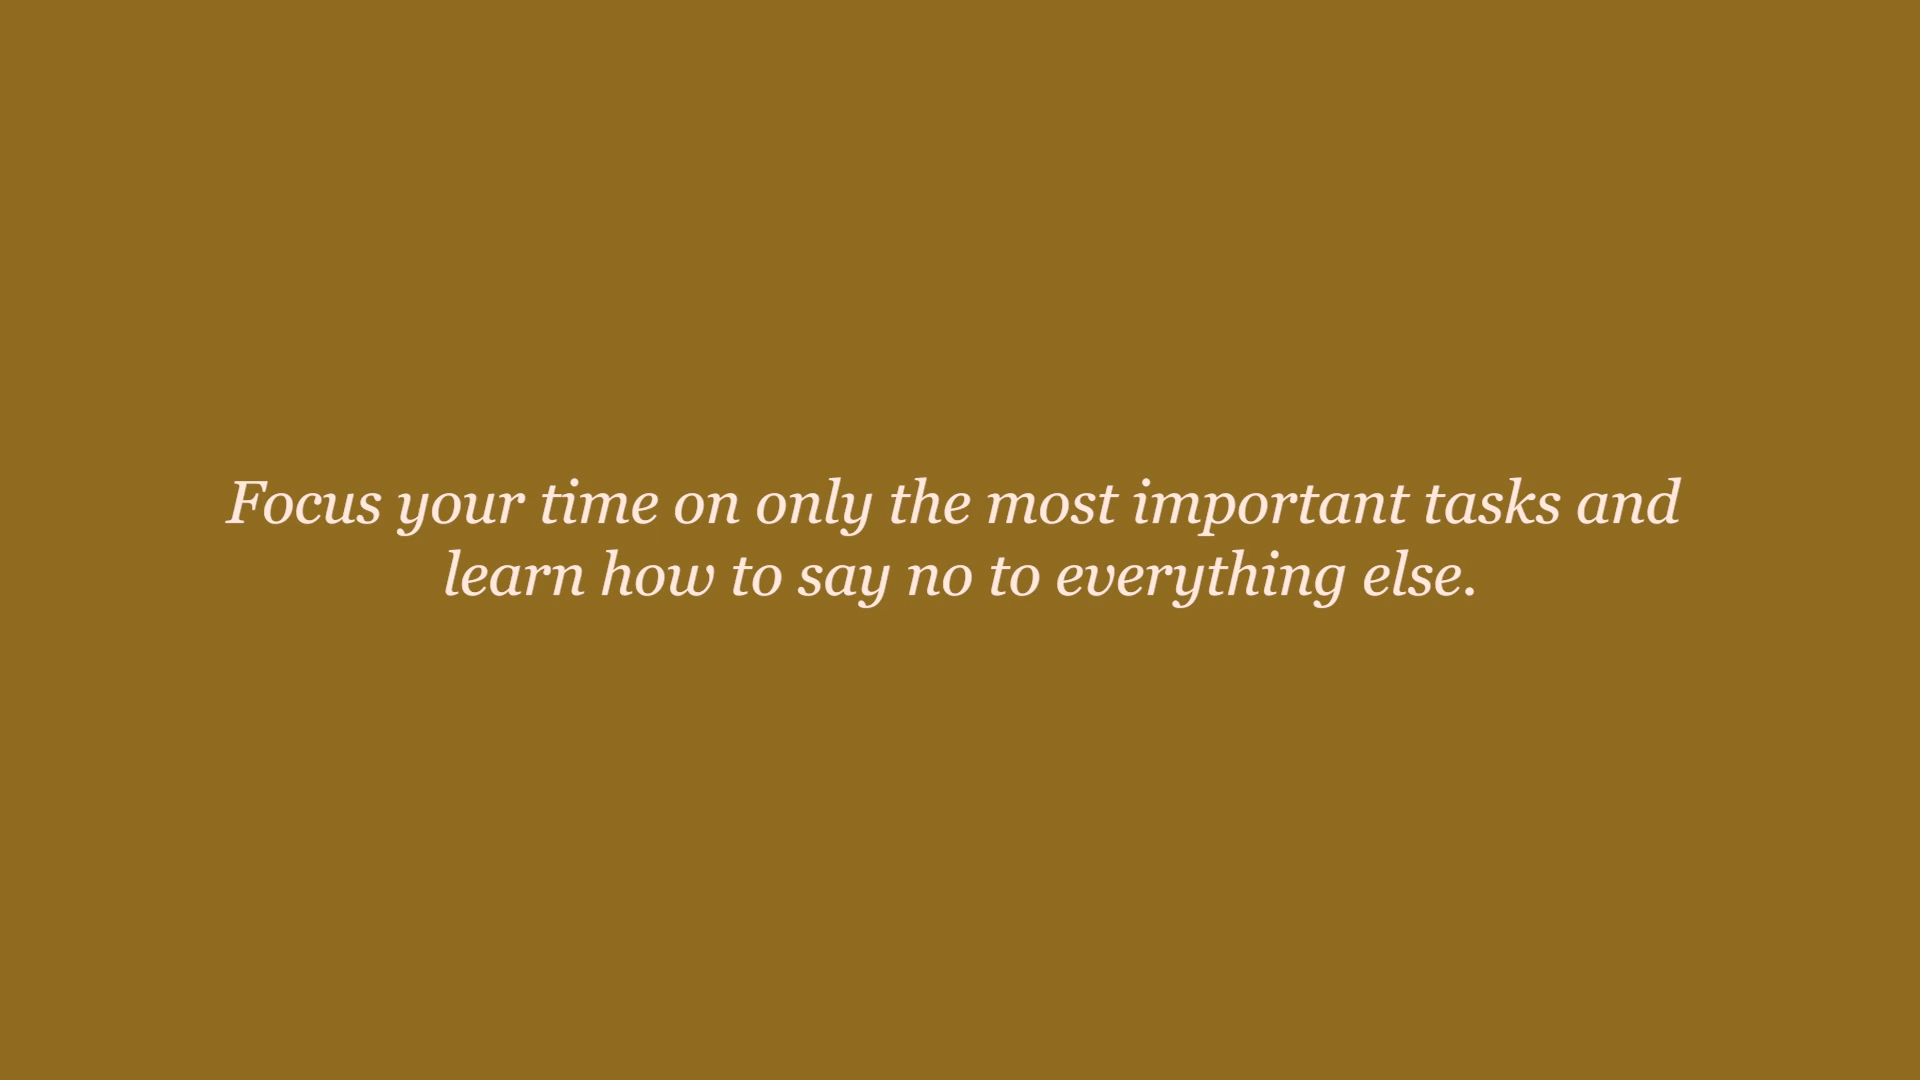 Focus your time on only the most important tasks and
learn how to say no to everything else.